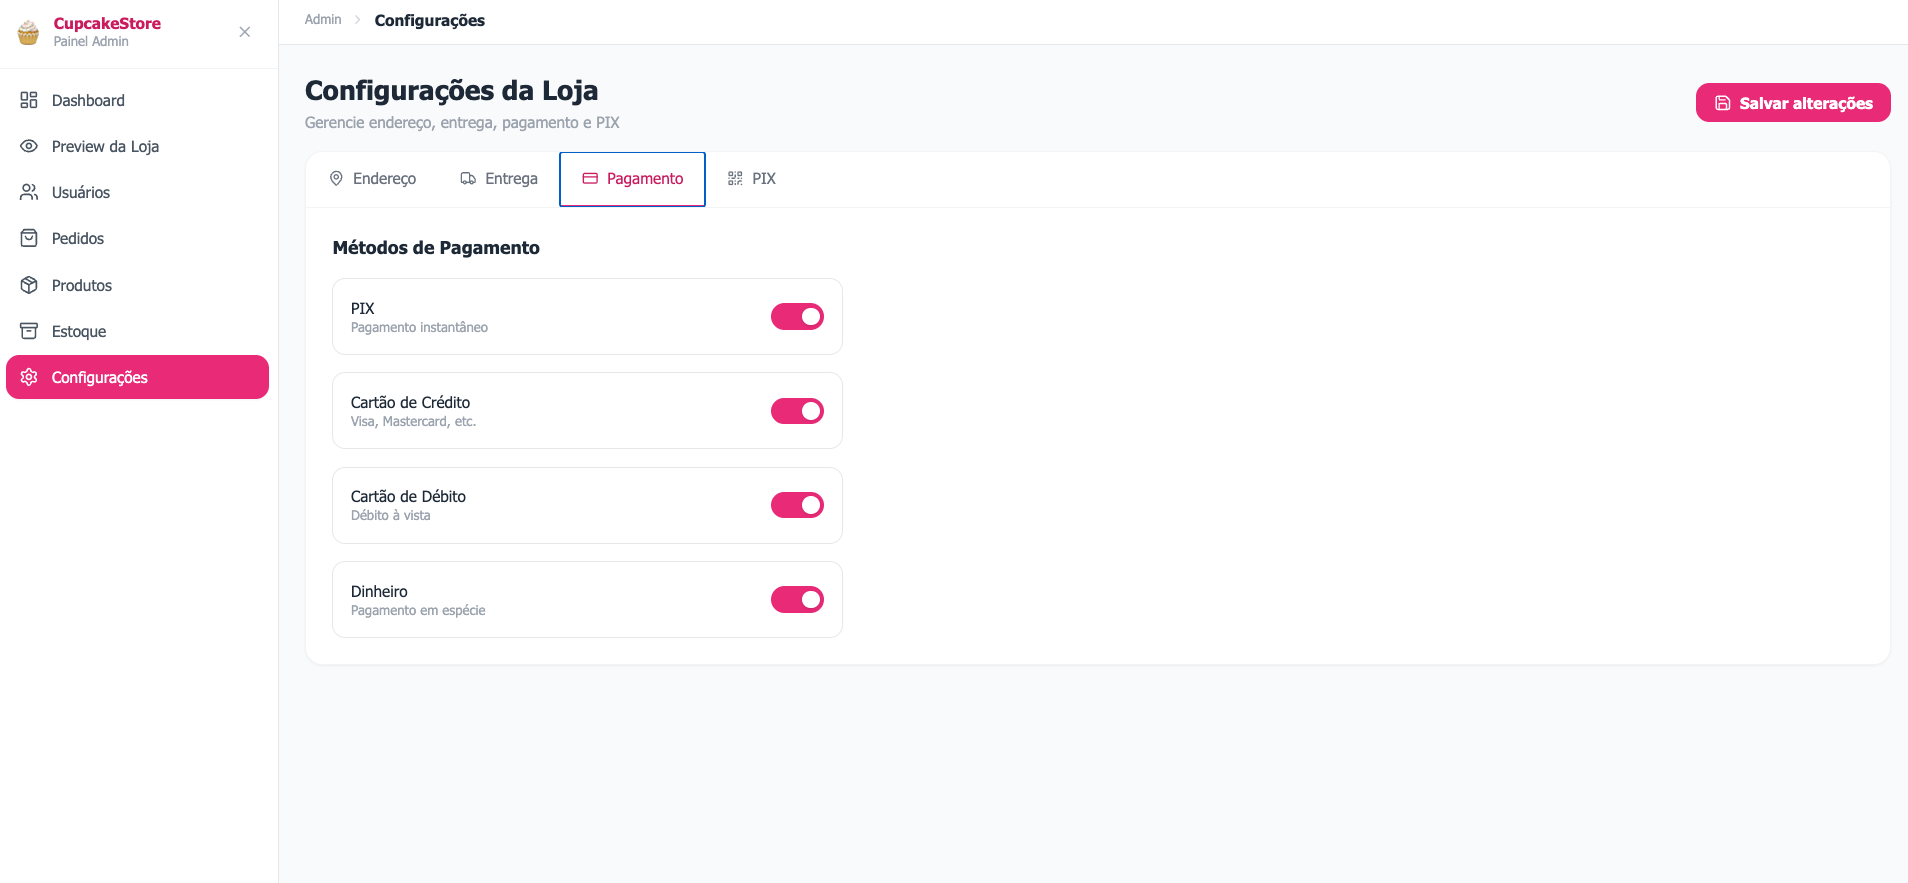 CupcakeStore
Painel Admin
Dashboard
Preview da Loja
Usuários
Pedidos
Produtos
Estoque
Configurações
Admin > Configurações
Configurações da Loja
Gerencie endereço, entrega, pagamento e PIX
Salvar alterações
Endereço Entrega Pagamento PIX
Métodos de Pagamento
PIX
Pagamento instantâneo
Cartão de Crédito
Visa, Mastercard, etc.
Cartão de Débito
Débito à vista
Dinheiro
Pagamento em espécie